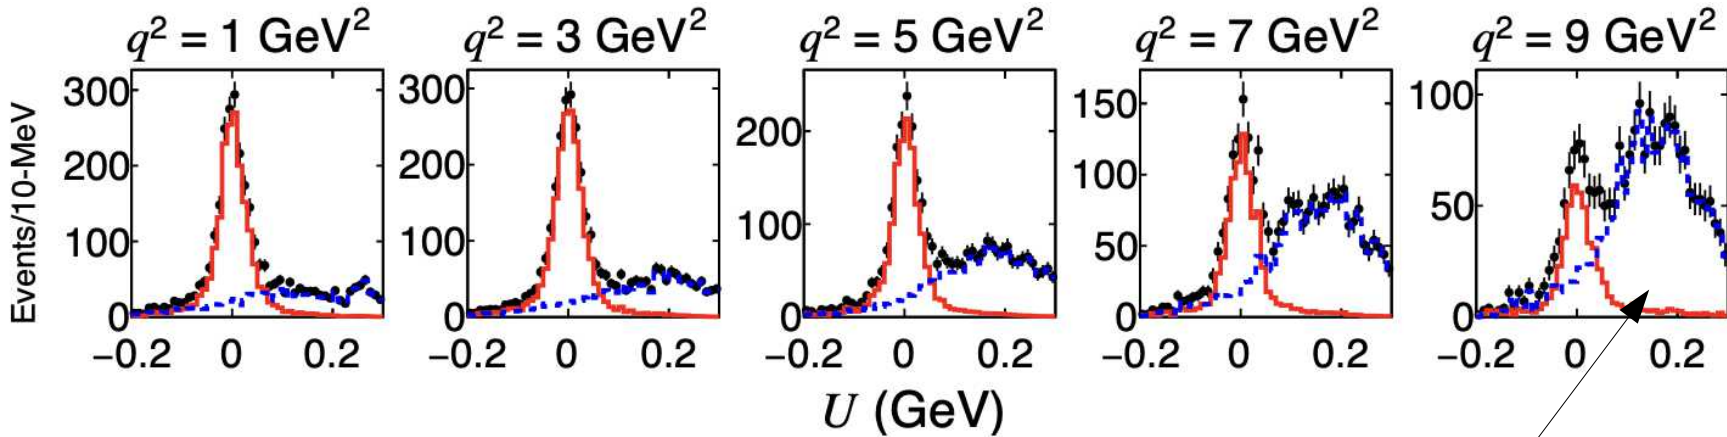 q² = 1 GeV² q² = 3 GeV² q² = 5 GeV² q² = 7 GeV² q² = 9 GeV²
Events/10-MeV
300 300 200 150 100
200 200 100 100 50
100 100 0 50 0
0 0 0
−0.2 0 0.2 −0.2 0 0.2 −0.2 0 0.2 −0.2 0 0.2 −0.2 0 0.2
U (GeV)